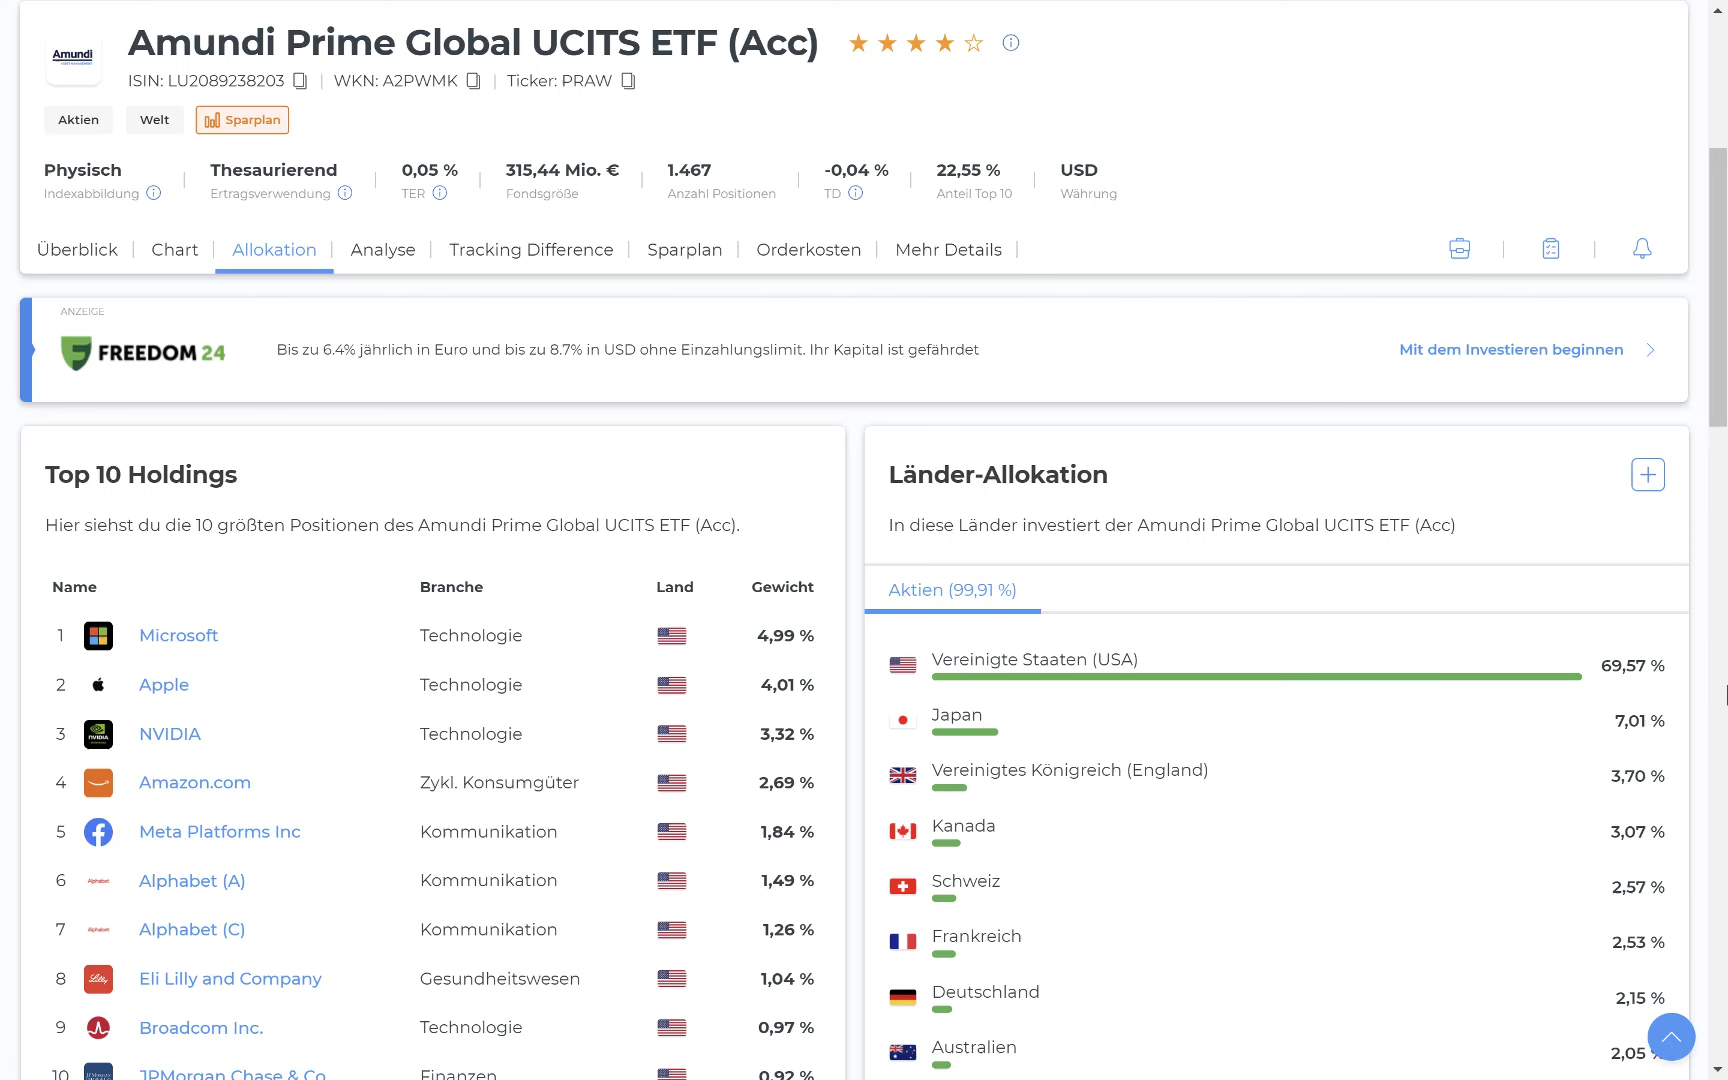 Amundi
ASSET MANAGEMENT
Amundi Prime Global UCITS ETF (Acc)
ISIN: LU2089238203 | WKN: A2PWMK | Ticker: PRAW
Aktien Welt Sparplan
Physisch Thesaurierend 0,05 % 315,44 Mio. € 1.467 -0,04 % 22,55 % USD
Indexabbildung Ertragsverwendung TER Fondsgröße Anzahl Positionen TD Anteil Top 10 Währung
Überblick | Chart | Allokation | Analyse | Tracking Difference | Sparplan | Orderkosten | Mehr Details |
ANZEIGE
FREEDOM 24 Bis zu 6.4% jährlich in Euro und bis zu 8.7% in USD ohne Einzahlungslimit. Ihr Kapital ist gefährdet Mit dem Investieren beginnen
Top 10 Holdings
Hier siehst du die 10 größten Positionen des Amundi Prime Global UCITS ETF (Acc).
Name Branche Land Gewicht
1 Microsoft Technologie 4,99 %
2 Apple Technologie 4,01 %
3 NVIDIA Technologie 3,32 %
4 Amazon.com Zykl. Konsumgüter 2,69 %
5 Meta Platforms Inc Kommunikation 1,84 %
6 Alphabet Alphabet (A) Kommunikation 1,49 %
7 Alphabet Alphabet (C) Kommunikation 1,26 %
8 Lilly Eli Lilly and Company Gesundheitswesen 1,04 %
9 Broadcom Inc. Technologie 0,97 %
10 JPMorgan Chase & Co Finanzen 0,92 %
Länder-Allokation
In diese Länder investiert der Amundi Prime Global UCITS ETF (Acc)
Aktien (99,91 %)
Vereinigte Staaten (USA) 69,57 %
Japan 7,01 %
Vereinigtes Königreich (England) 3,70 %
Kanada 3,07 %
Schweiz 2,57 %
Frankreich 2,53 %
Deutschland 2,15 %
Australien 2,05